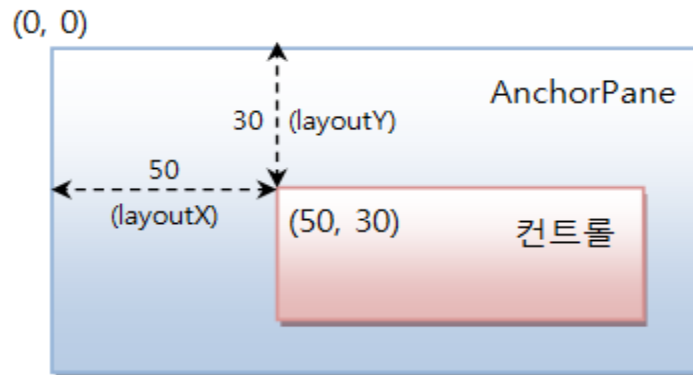 (0, 0)
AnchorPane
30 (layoutY)
50
(layoutX)
(50, 30)
컨트롤